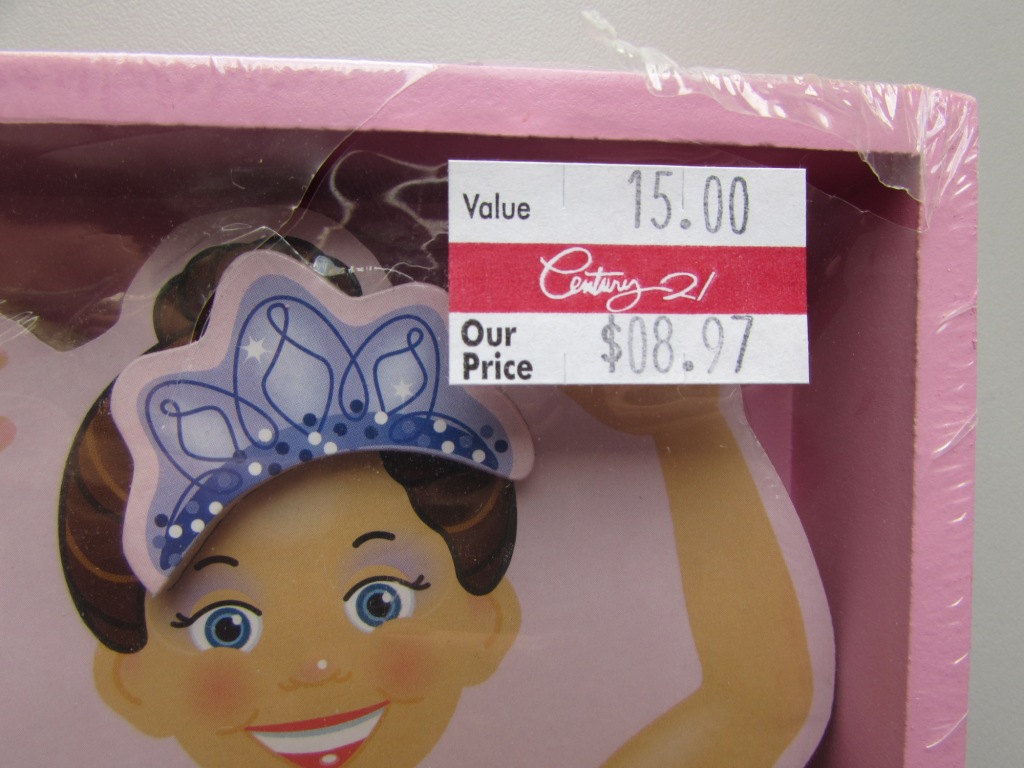 Value 15.00
Century 21
Our
Price $08.97